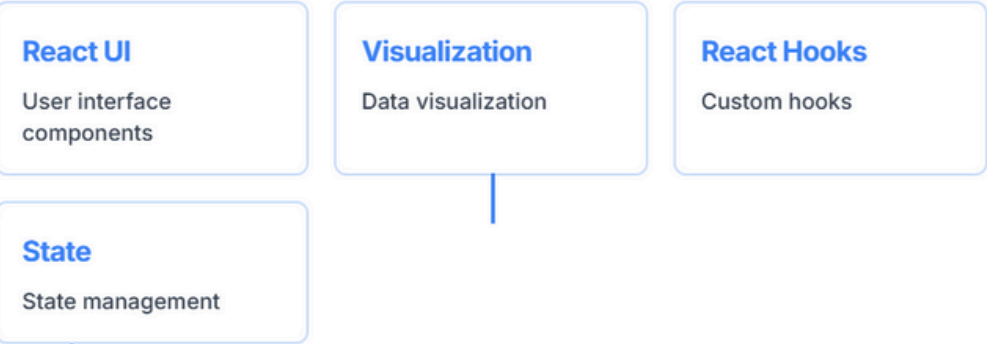 React UI
User interface
components
Visualization
Data visualization
React Hooks
Custom hooks
State
State management